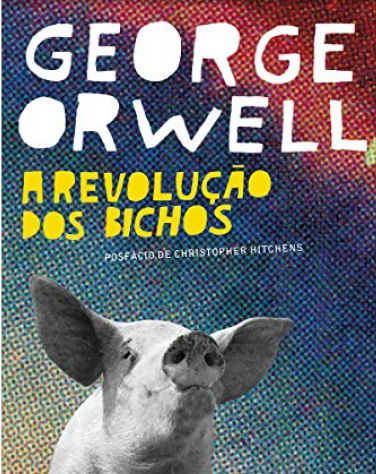 GEORGE
ORWELL
A REVOLUÇÃO
DOS BICHOS
POSFÁCIO DE CHRISTOPHER HITCHENS